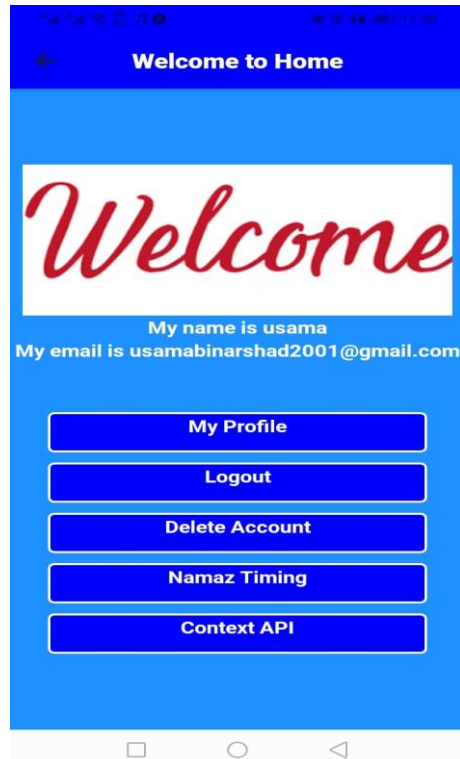 Welcome to Home
Welcome
My name is usama
My email is usamabinarshad2001@gmail.com
My Profile
Logout
Delete Account
Namaz Timing
Context API